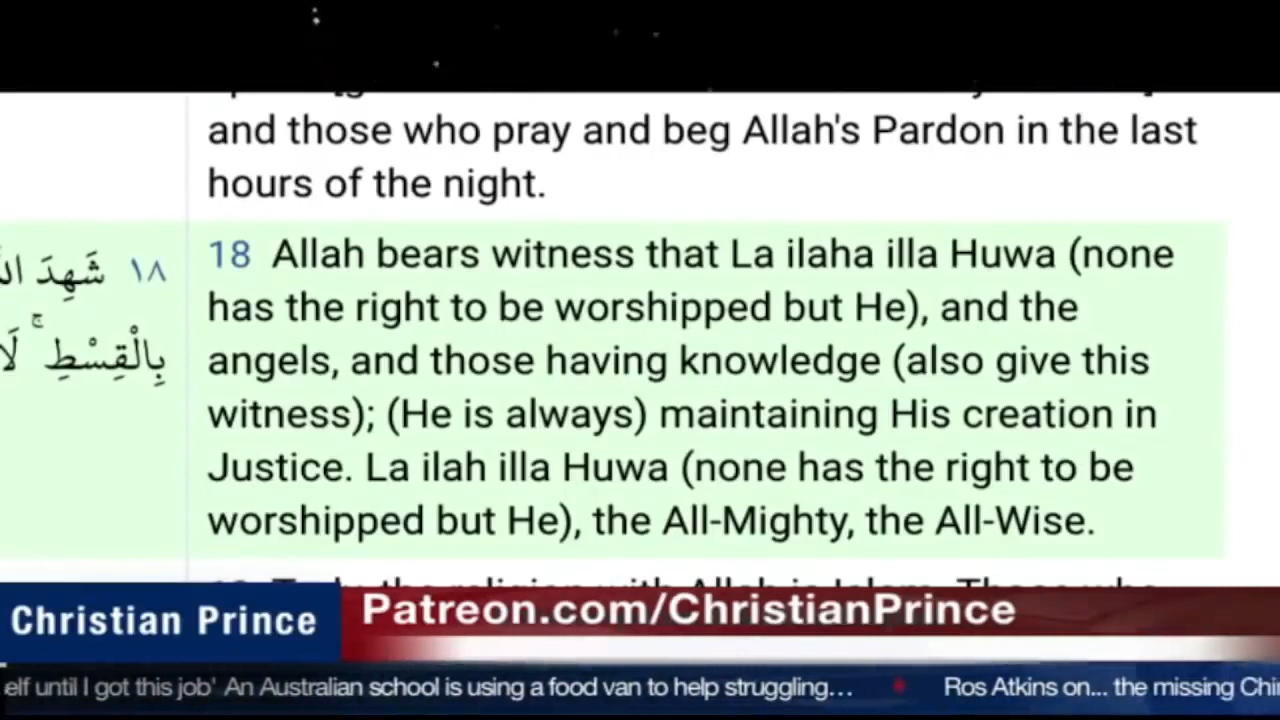 and those who pray and beg Allah's Pardon in the last
hours of the night.
١٨ شَهِدَ
بِالْقِسْطِ ۚ لَا
18 Allah bears witness that La ilaha illa Huwa (none
has the right to be worshipped but He), and the
angels, and those having knowledge (also give this
witness); (He is always) maintaining His creation in
Justice. La ilah illa Huwa (none has the right to be
worshipped but He), the All-Mighty, the All-Wise.
Christian Prince
Patreon.com/ChristianPrince
elf until I got this job' An Australian school is using a food van to help struggling... Ros Atkins on... the missing